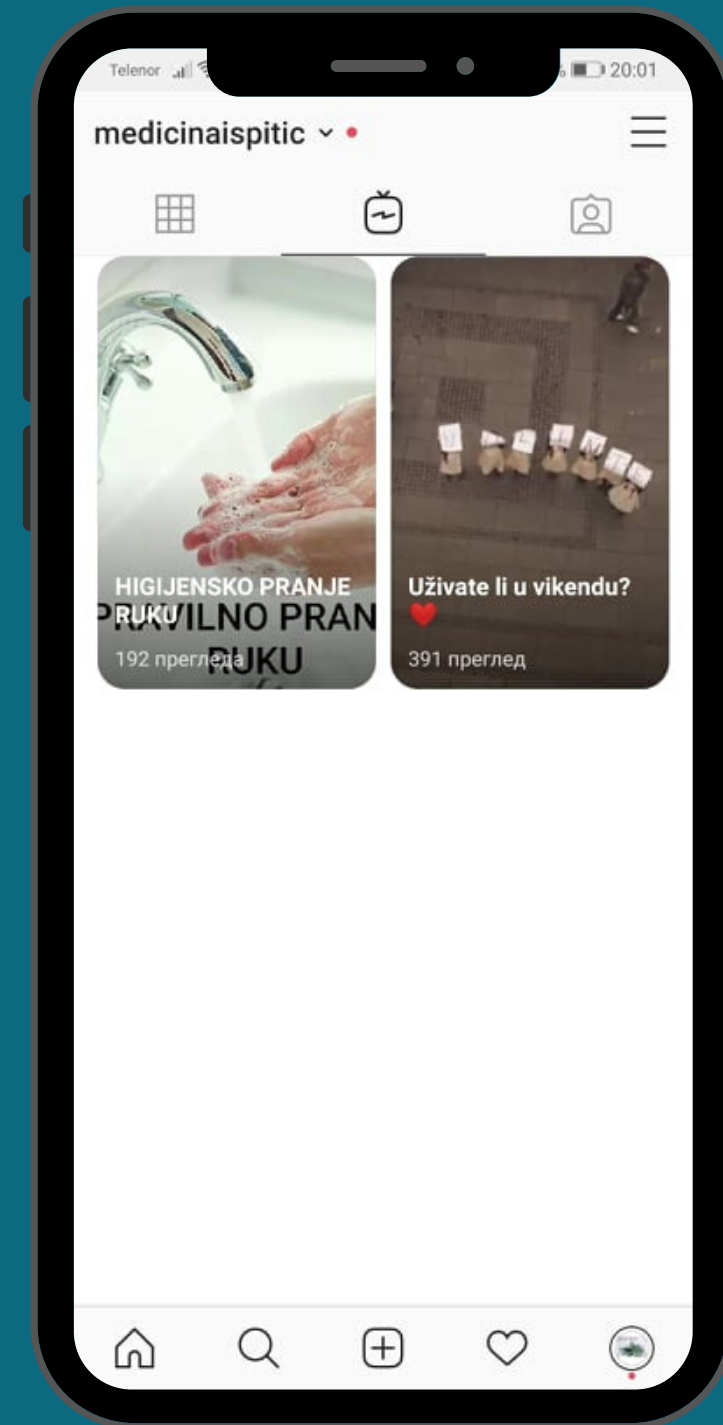 Telenor
20:01
medicinaispitic
HIGIJENSKO PRANJE
RUKU
PRAVILNO PRAN
RUKU
192 прегледа
Uživate li u vikendu?
❤️
391 преглед